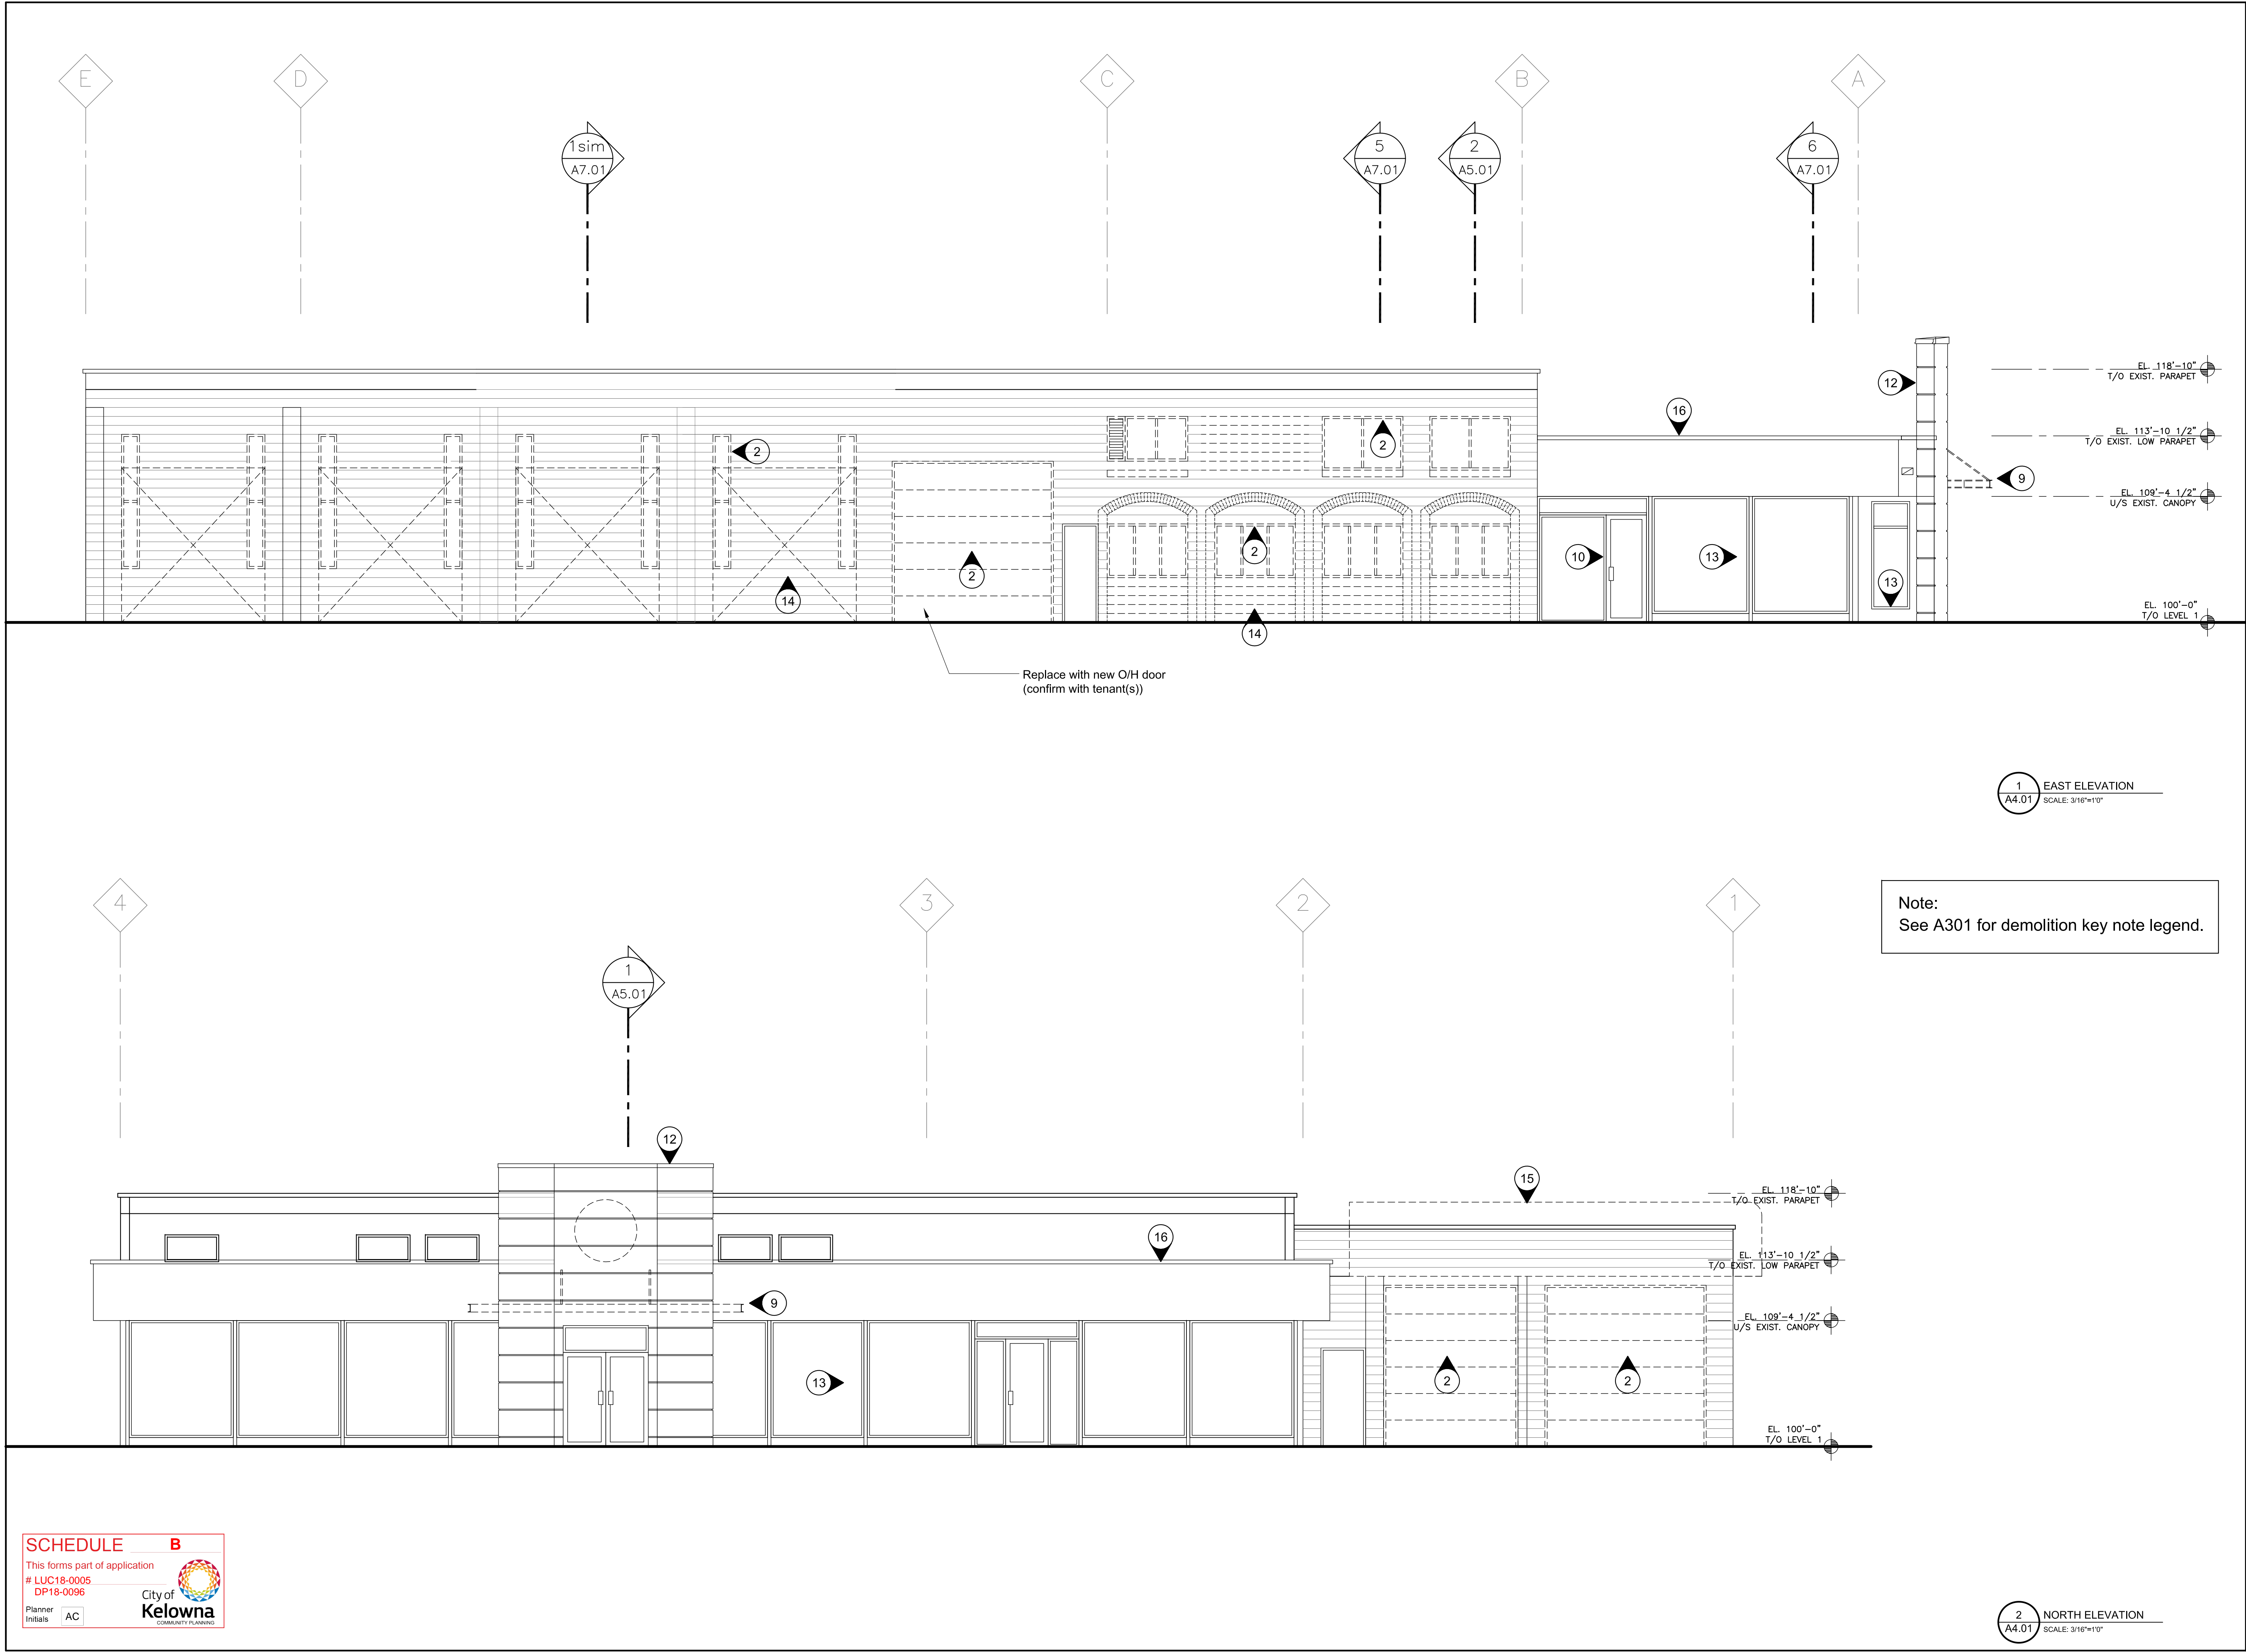 E
D
C
B
A
1sim
A7.01
5
A7.01
2
A5.01
6
A7.01
EL. 118'-10"
T/O EXIST. PARAPET
12
16
EL. 113'-10 1/2"
T/O EXIST. LOW PARAPET
2
2
9
EL. 109'-4 1/2"
U/S EXIST. CANOPY
2
10
13
2
13
14
EL. 100'-0"
T/O LEVEL 1
14
Replace with new O/H door
(confirm with tenant(s))
1
A4.01
EAST ELEVATION
SCALE: 3/16"=1'0"
4
3
2
1
Note:
See A301 for demolition key note legend.
1
A5.01
12
15
EL. 118'-10"
T/O EXIST. PARAPET
16
EL. 113'-10 1/2"
T/O EXIST. LOW PARAPET
9
EL. 109'-4 1/2"
U/S EXIST. CANOPY
13
2
2
EL. 100'-0"
T/O LEVEL 1
SCHEDULE B
This forms part of application
# LUC18-0005
DP18-0096
City of
Kelowna
COMMUNITY PLANNING
Planner
Initials
AC
2
A4.01
NORTH ELEVATION
SCALE: 3/16"=1'0"